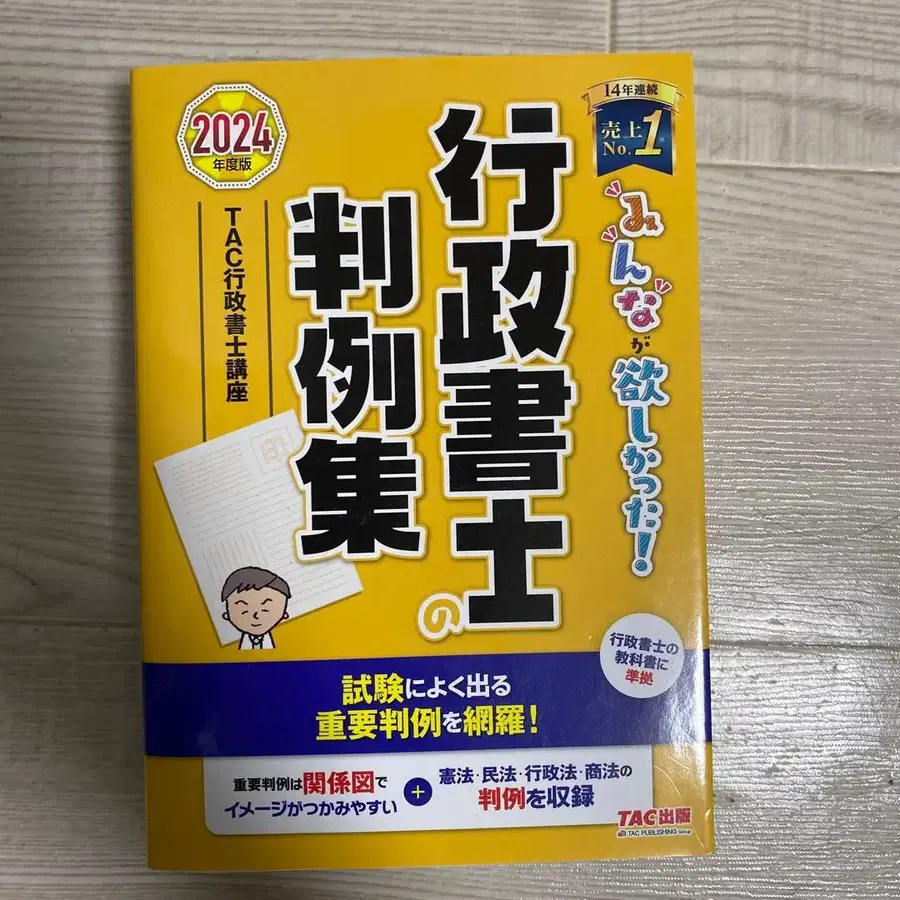 14年連続
売上
No.1
みんなが欲しかった!
行政書士の
判例集
2024
年度版
TAC行政書士講座
行政書士の
教科書に
準拠
試験によく出る
重要判例を網羅!
重要判例は関係図で
イメージがつかみやすい
+
憲法・民法・行政法・商法の
判例を収録
TAC出版
TAC PUBLISHING Group